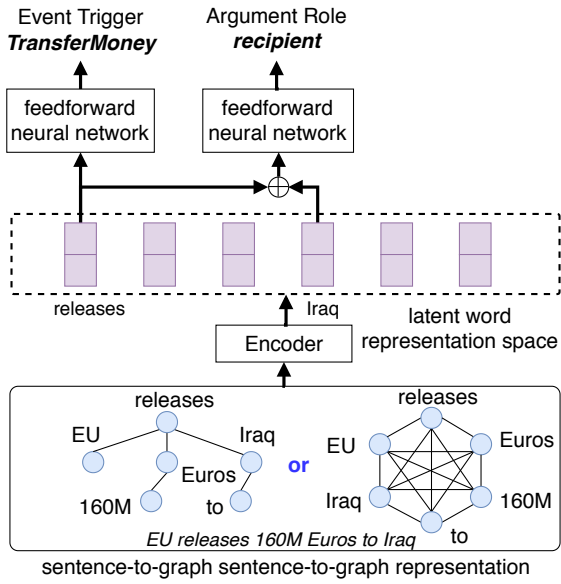 Event Trigger
TransferMoney
Argument Role
recipient
feedforward
neural network
feedforward
neural network
releases
Iraq
latent word
representation space
Encoder
releases
EU
Iraq
Euros
160M
to
or
releases
EU
Euros
Iraq
160M
to
EU releases 160M Euros to Iraq
sentence-to-graph sentence-to-graph representation